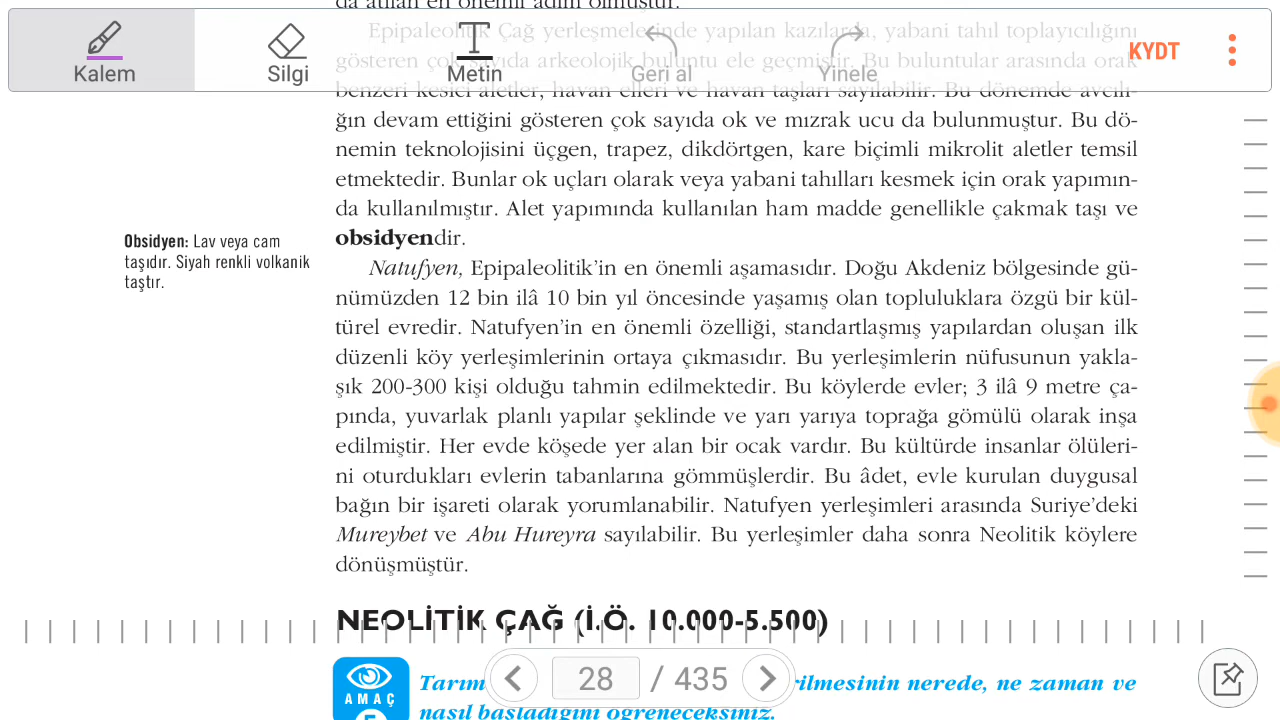 da atılan en önemli adım olmuştur.
Kalem
Silgi
Metin
Geri al
Yinele
KYDT
Epipaleolitik Çağ yerleşmelerinde yapılan kazılarda, yabani tahıl toplayıcılığını
gösteren çok sayıda arkeolojik buluntu ele geçmiştir. Bu buluntular arasında orak
benzeri kesici aletler, havan elleri ve havan taşları sayılabilir. Bu dönemde avcılı-
ğın devam ettiğini gösteren çok sayıda ok ve mızrak ucu da bulunmuştur. Bu dö-
nemin teknolojisini üçgen, trapez, dikdörtgen, kare biçimli mikrolit aletler temsil
etmektedir. Bunlar ok uçları olarak veya yabani tahılları kesmek için orak yapımın-
da kullanılmıştır. Alet yapımında kullanılan ham madde genellikle çakmak taşı ve
obsidyendir.
Obsidyen: Lav veya cam
taşıdır. Siyah renkli volkanik
taştır.
Natufyen, Epipaleolitik’in en önemli aşamasıdır. Doğu Akdeniz bölgesinde gü-
nümüzden 12 bin ilâ 10 bin yıl öncesinde yaşamış olan topluluklara özgü bir kül-
türel evredir. Natufyen’in en önemli özelliği, standartlaşmış yapılardan oluşan ilk
düzenli köy yerleşimlerinin ortaya çıkmasıdır. Bu yerleşimlerin nüfusunun yakla-
şık 200-300 kişi olduğu tahmin edilmektedir. Bu köylerde evler; 3 ilâ 9 metre ça-
pında, yuvarlak planlı yapılar şeklinde ve yarı yarıya toprağa gömülü olarak inşa
edilmiştir. Her evde köşede yer alan bir ocak vardır. Bu kültürde insanlar ölüleri-
ni oturdukları evlerin tabanlarına gömmüşlerdir. Bu âdet, evle kurulan duygusal
bağın bir işareti olarak yorumlanabilir. Natufyen yerleşimleri arasında Suriye’deki
Mureybet ve Abu Hureyra sayılabilir. Bu yerleşimler daha sonra Neolitik köylere
dönüşmüştür.
NEOLİTİK ÇAĞ (İ.Ö. 10.000-5.500)
AMAÇ
Tarım rilmesinin nerede, ne zaman ve
nasıl başladığını öğreneceksiniz.
28 / 435